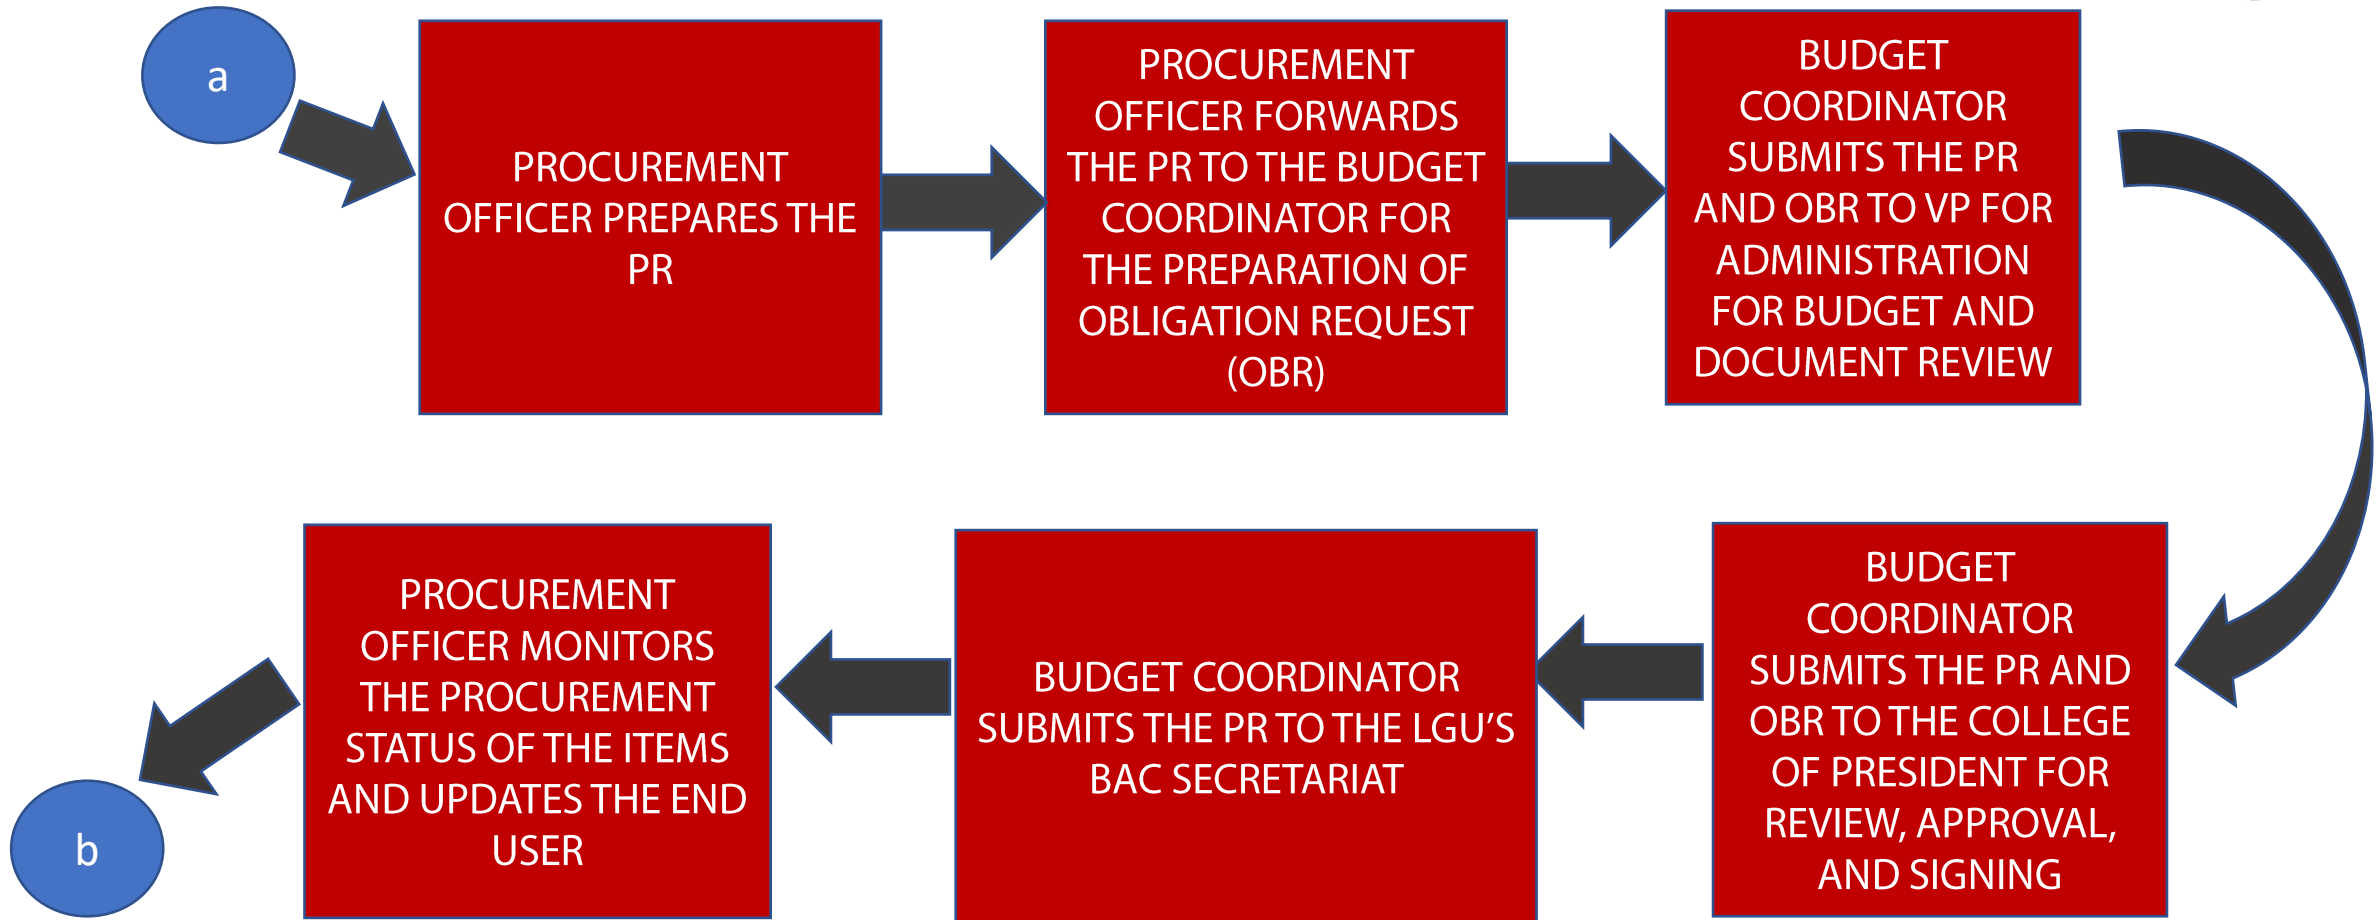 a
PROCUREMENT
OFFICER PREPARES THE
PR
PROCUREMENT
OFFICER FORWARDS
THE PR TO THE BUDGET
COORDINATOR FOR
THE PREPARATION OF
OBLIGATION REQUEST
(OBR)
BUDGET
COORDINATOR
SUBMITS THE PR
AND OBR TO VP FOR
ADMINISTRATION
FOR BUDGET AND
DOCUMENT REVIEW
BUDGET
COORDINATOR
SUBMITS THE PR AND
OBR TO THE COLLEGE
OF PRESIDENT FOR
REVIEW, APPROVAL,
AND SIGNING
BUDGET COORDINATOR
SUBMITS THE PR TO THE LGU’S
BAC SECRETARIAT
PROCUREMENT
OFFICER MONITORS
THE PROCUREMENT
STATUS OF THE ITEMS
AND UPDATES THE END
USER
b